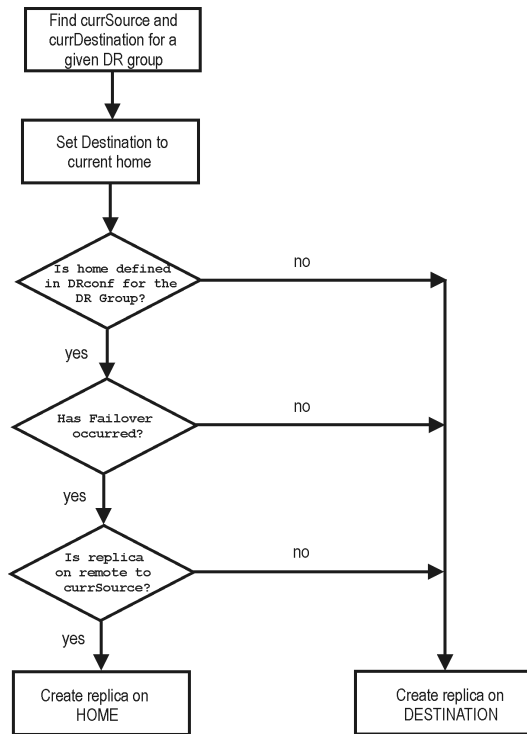 Find currSource and
currDestination for a
given DR group
Set Destination to
current home
Is home defined
in DRconf for the
DR Group?
no
yes
Has Failover
occurred?
no
yes
Is replica
on remote to
currSource?
no
yes
Create replica on
HOME
Create replica on
DESTINATION